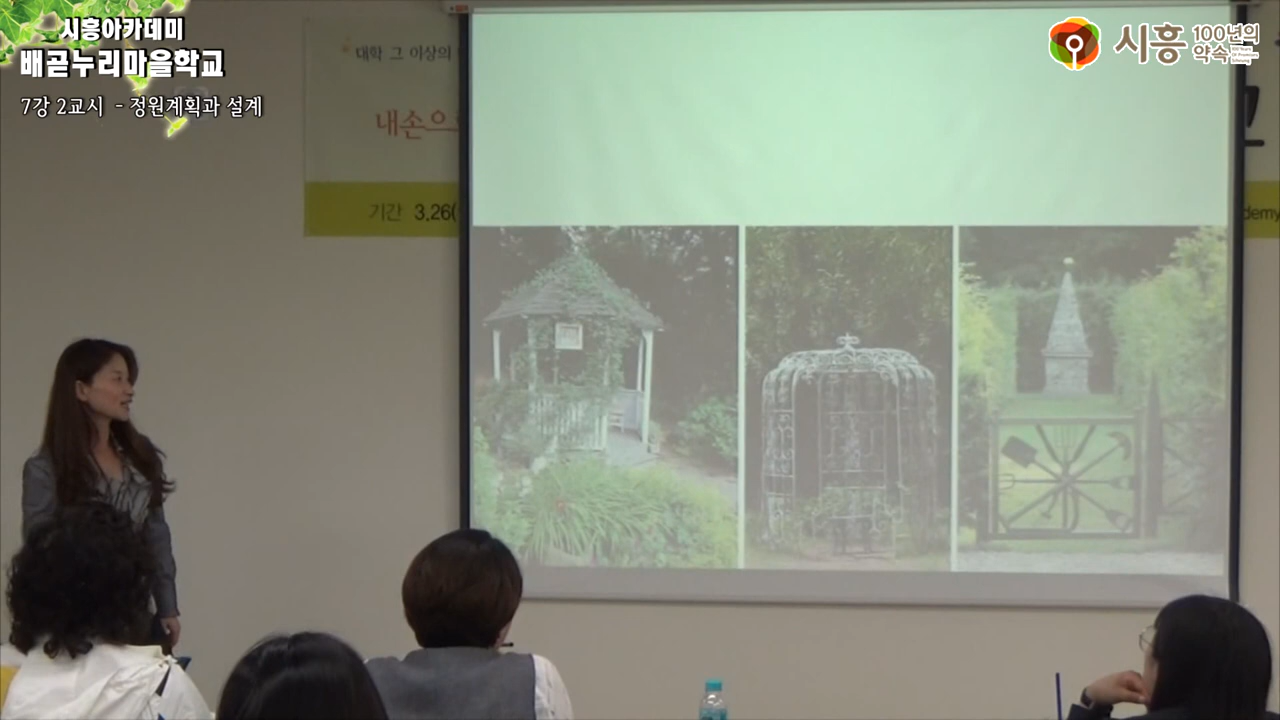 시흥아카데미
배곧누리마을학교
7강 2교시 - 정원계획과 설계
시흥 100년의 약속
대학 그 이상의
내손으
기간 3.26(
demy